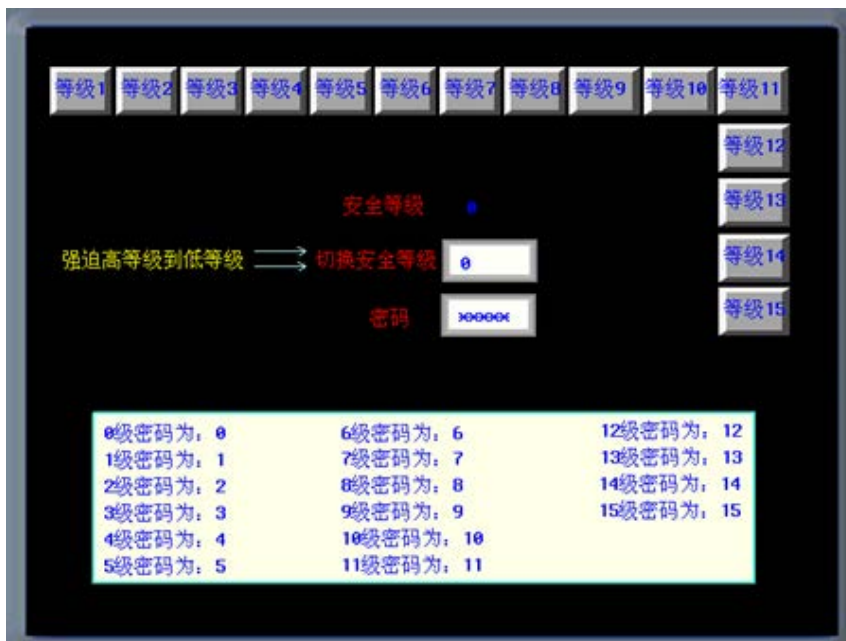 等级1 等级2 等级3 等级4 等级5 等级6 等级7 等级8 等级9 等级10 等级11
等级12
安全等级 0 等级13
强迫高等级到低等级 切换安全等级 0 等级14
密码 ****** 等级15
0级密码为：0 6级密码为：6 12级密码为：12
1级密码为：1 7级密码为：7 13级密码为：13
2级密码为：2 8级密码为：8 14级密码为：14
3级密码为：3 9级密码为：9 15级密码为：15
4级密码为：4 10级密码为：10
5级密码为：5 11级密码为：11